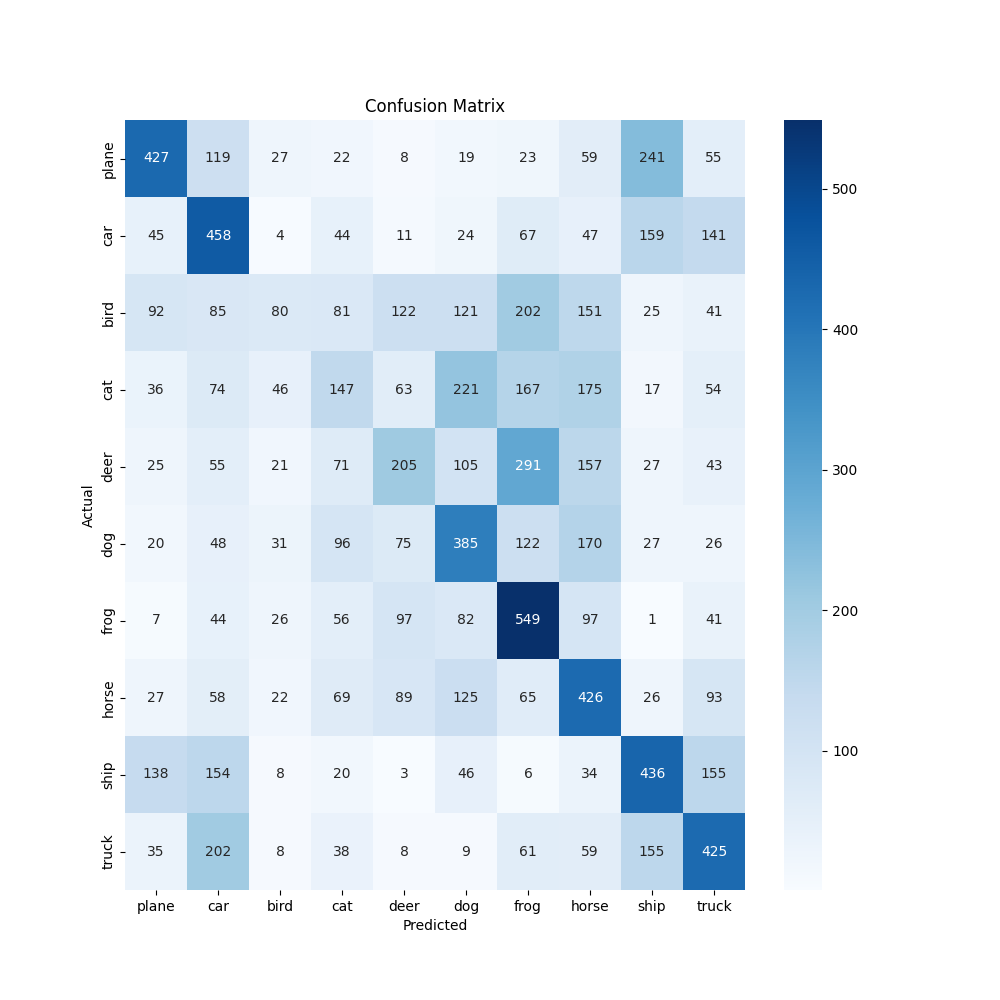 Confusion Matrix
plane 427 119 27 22 8 19 23 59 241 55
car 45 458 4 44 11 24 67 47 159 141
bird 92 85 80 81 122 121 202 151 25 41
cat 36 74 46 147 63 221 167 175 17 54
deer 25 55 21 71 205 105 291 157 27 43
dog 20 48 31 96 75 385 122 170 27 26
frog 7 44 26 56 97 82 549 97 1 41
horse 27 58 22 69 89 125 65 426 26 93
ship 138 154 8 20 3 46 6 34 436 155
truck 35 202 8 38 8 9 61 59 155 425
plane car bird cat deer dog frog horse ship truck
Predicted
Actual
500
400
300
200
100